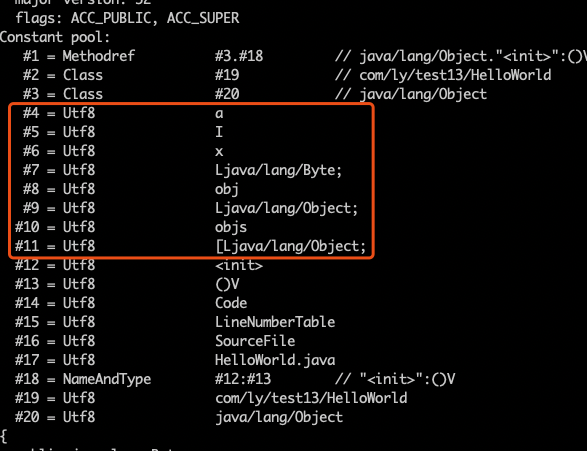 major version: 52
flags: ACC_PUBLIC, ACC_SUPER
Constant pool:
#1 = Methodref #3.#18 // java/lang/Object."<init>":()V
#2 = Class #19 // com/ly/test13/HelloWorld
#3 = Class #20 // java/lang/Object
#4 = Utf8 a
#5 = Utf8 I
#6 = Utf8 x
#7 = Utf8 Ljava/lang/Byte;
#8 = Utf8 obj
#9 = Utf8 Ljava/lang/Object;
#10 = Utf8 objs
#11 = Utf8 [Ljava/lang/Object;
#12 = Utf8 <init>
#13 = Utf8 ()V
#14 = Utf8 Code
#15 = Utf8 LineNumberTable
#16 = Utf8 SourceFile
#17 = Utf8 HelloWorld.java
#18 = NameAndType #12:#13 // "<init>":()V
#19 = Utf8 com/ly/test13/HelloWorld
#20 = Utf8 java/lang/Object
{